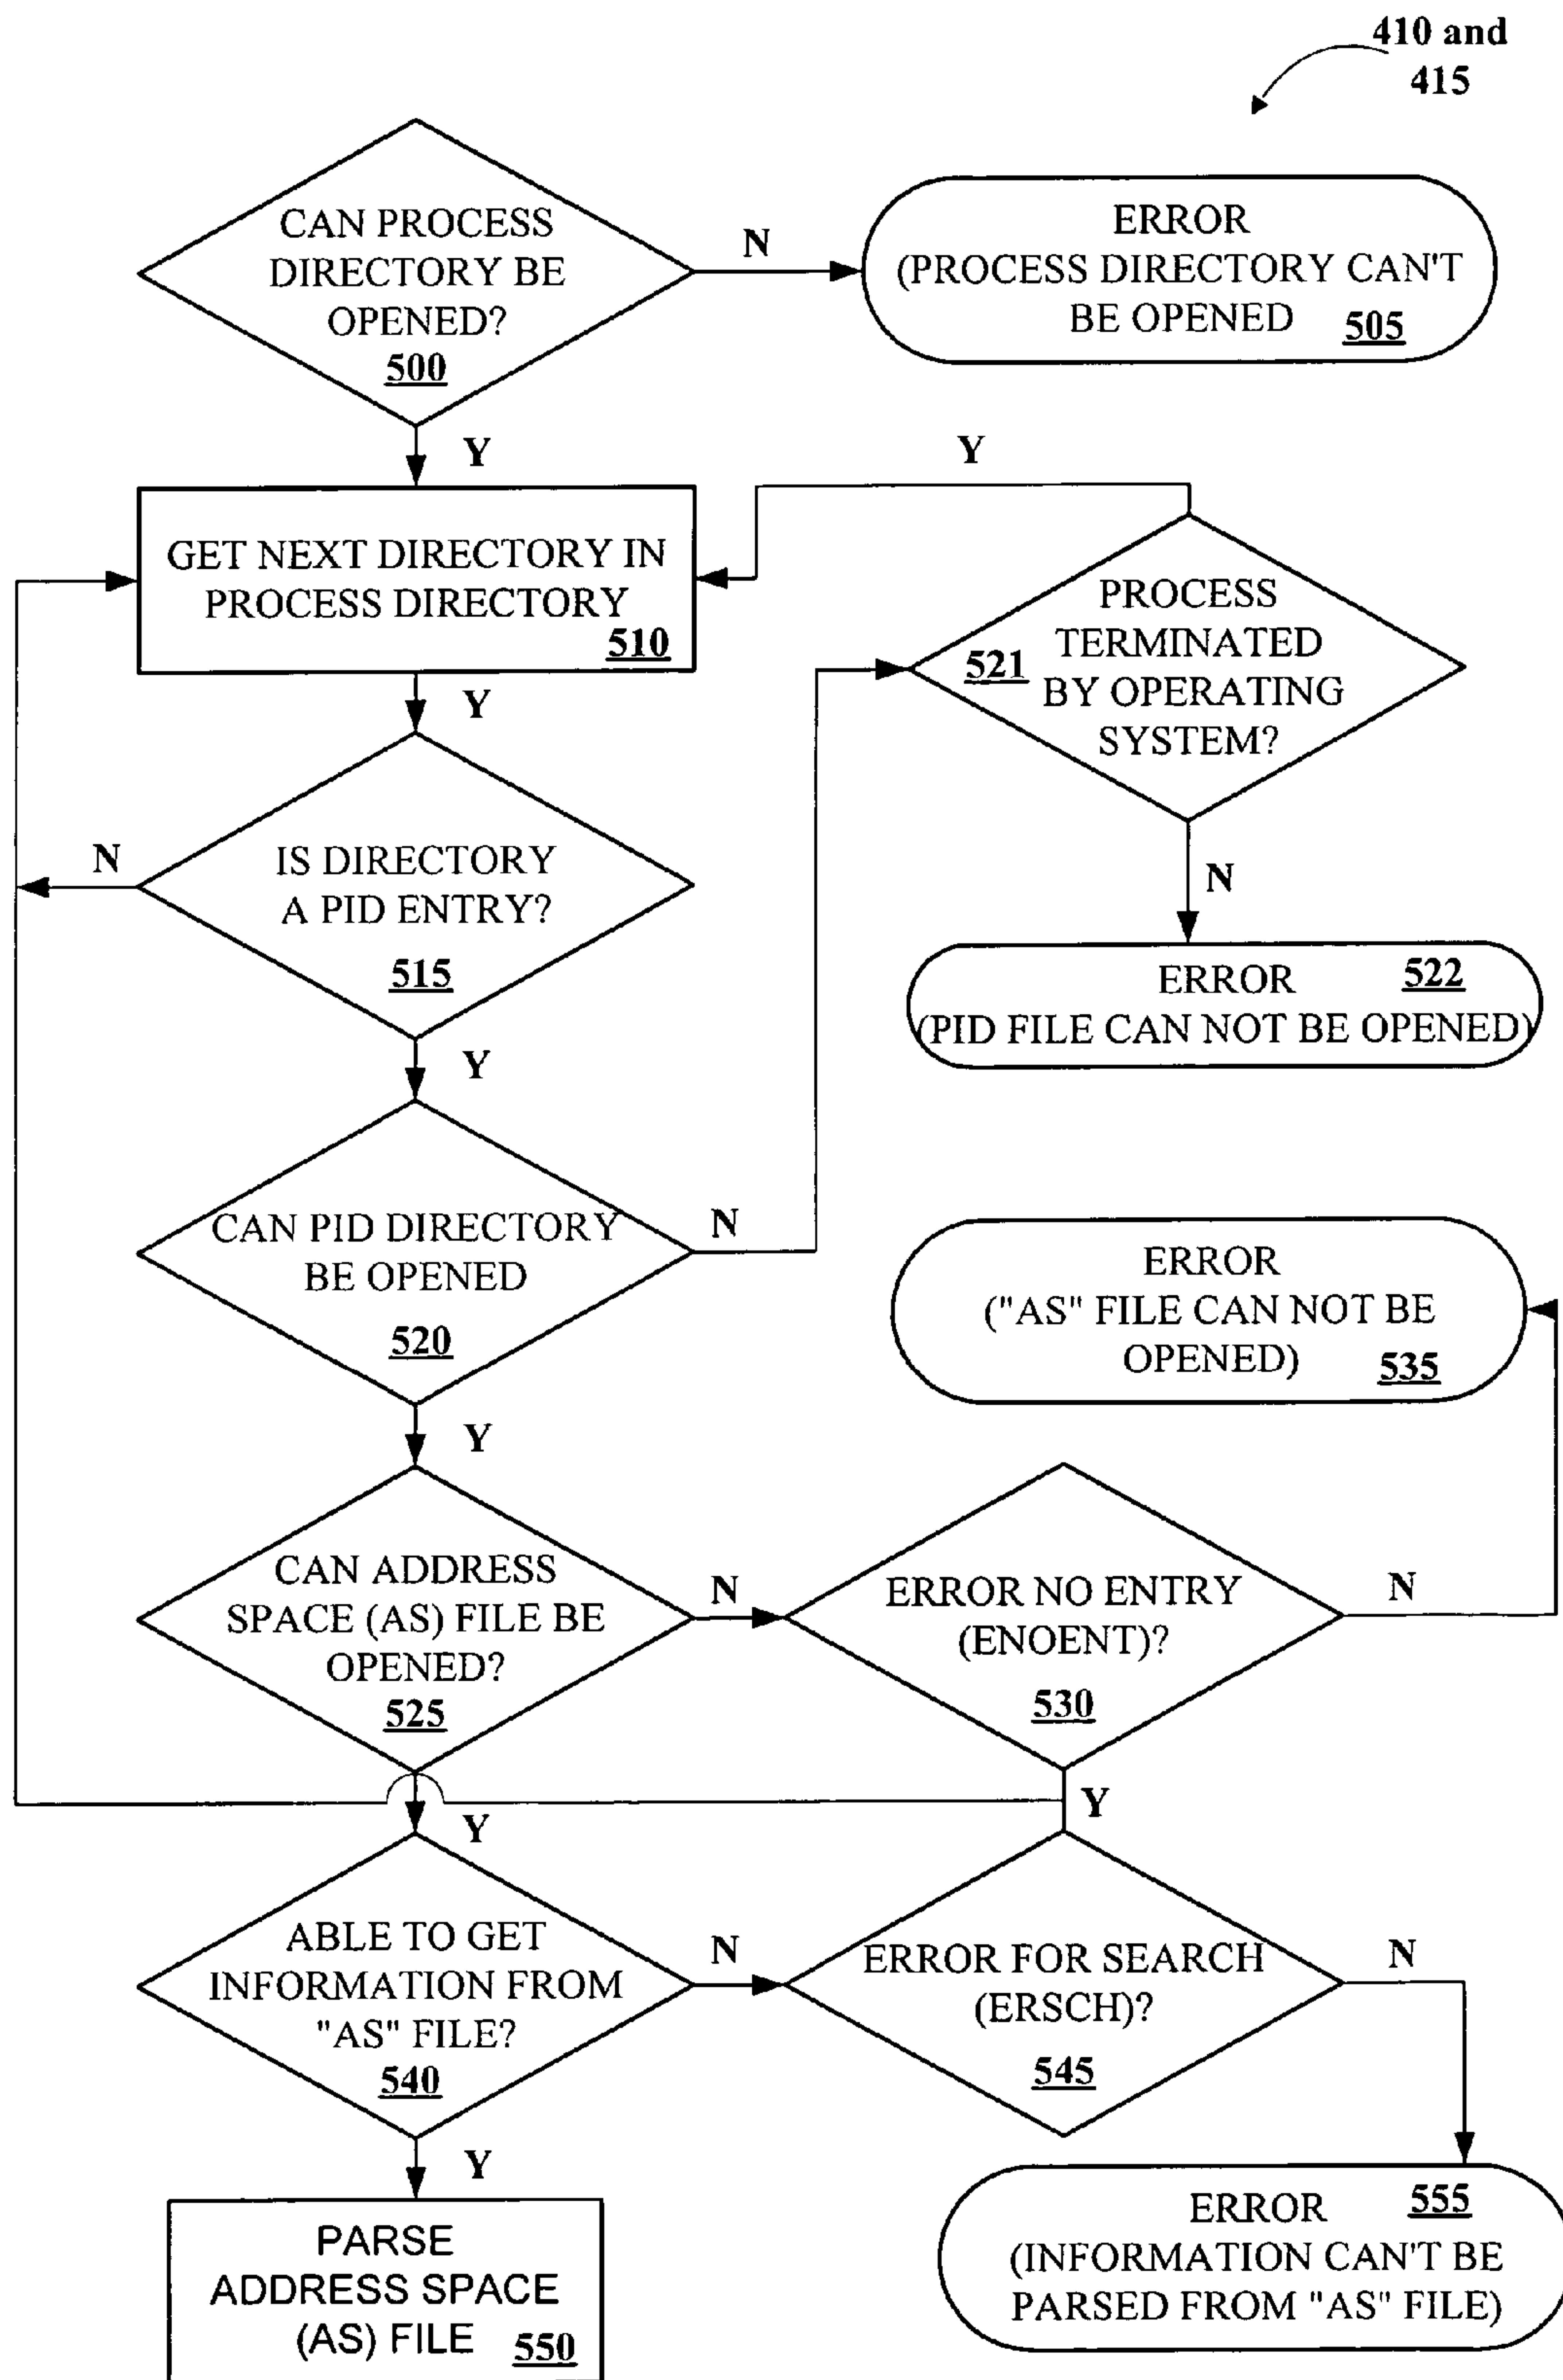 410 and
415
CAN PROCESS
DIRECTORY BE
OPENED?
500
N
ERROR
(PROCESS DIRECTORY CAN'T
BE OPENED 505
Y
GET NEXT DIRECTORY IN
PROCESS DIRECTORY
510
Y
PROCESS
TERMINATED
521
BY OPERATING
SYSTEM?
Y
N
IS DIRECTORY
A PID ENTRY?
515
N
ERROR 522
(PID FILE CAN NOT BE OPENED)
Y
CAN PID DIRECTORY
BE OPENED
520
N
ERROR
("AS" FILE CAN NOT BE
OPENED) 535
Y
CAN ADDRESS
SPACE (AS) FILE BE
OPENED?
525
N
ERROR NO ENTRY
(ENOENT)?
530
N
Y
Y
ABLE TO GET
INFORMATION FROM
"AS" FILE?
540
N
ERROR FOR SEARCH
(ERSCH)?
545
N
Y
PARSE
ADDRESS SPACE
(AS) FILE 550
ERROR 555
(INFORMATION CAN'T BE
PARSED FROM "AS" FILE)